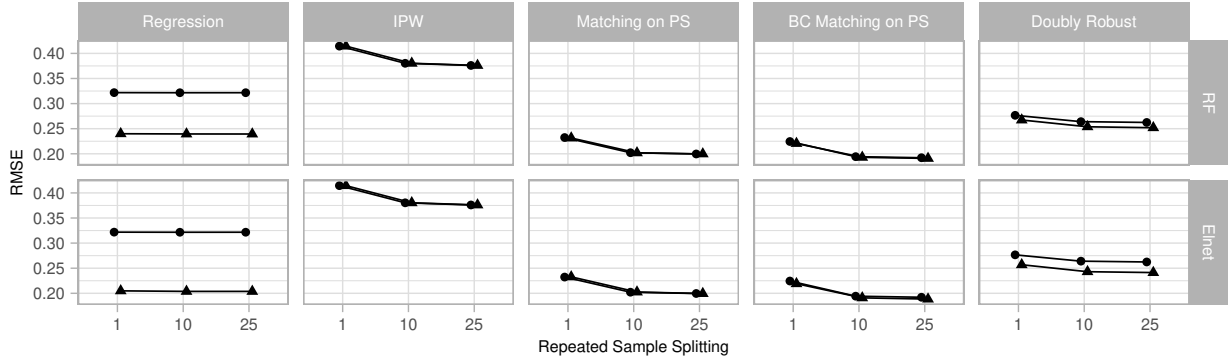 Regression IPW Matching on PS BC Matching on PS Doubly Robust
0.40
0.35
0.30
0.25
0.20
RF
RMSE
0.40
0.35
0.30
0.25
0.20
Elnet
1 10 25 1 10 25 1 10 25 1 10 25 1 10 25
Repeated Sample Splitting